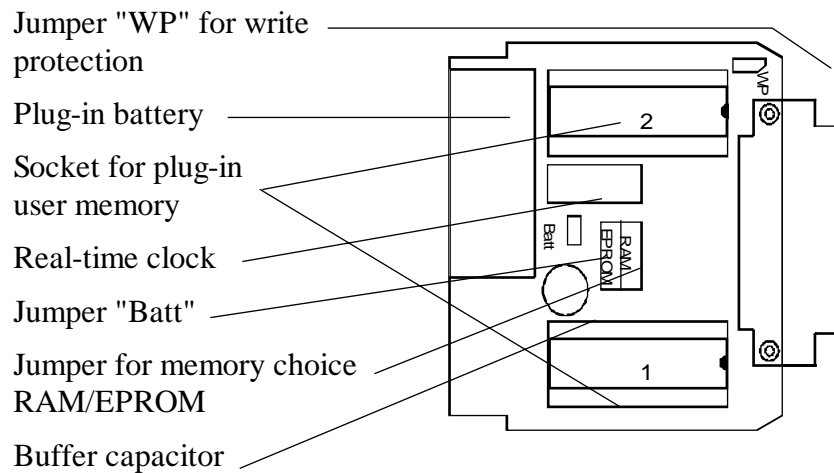 Jumper "WP" for write
protection
Plug-in battery
Socket for plug-in
user memory
Real-time clock
Jumper "Batt"
Jumper for memory choice
RAM/EPROM
Buffer capacitor
WP
2
Batt
RAM
EPROM
1